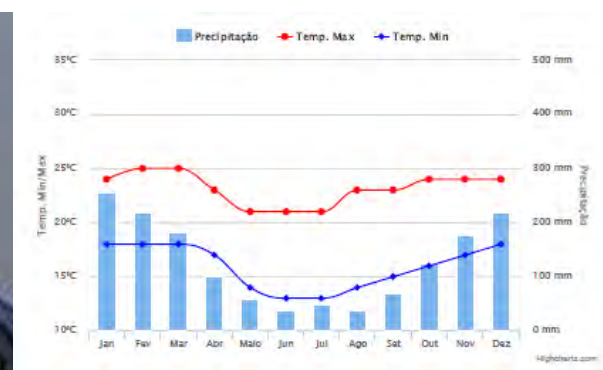 Precipitação Temp. Max Temp. Min
35ºC 500 mm
30ºC 400 mm
25ºC 300 mm
20ºC 200 mm
15ºC 100 mm
10ºC 0 mm
Temp. Min/Max
Precipitação
Jan Fev Mar Abr Maio Jun Jul Ago Set Out Nov Dez
Highcharts.com